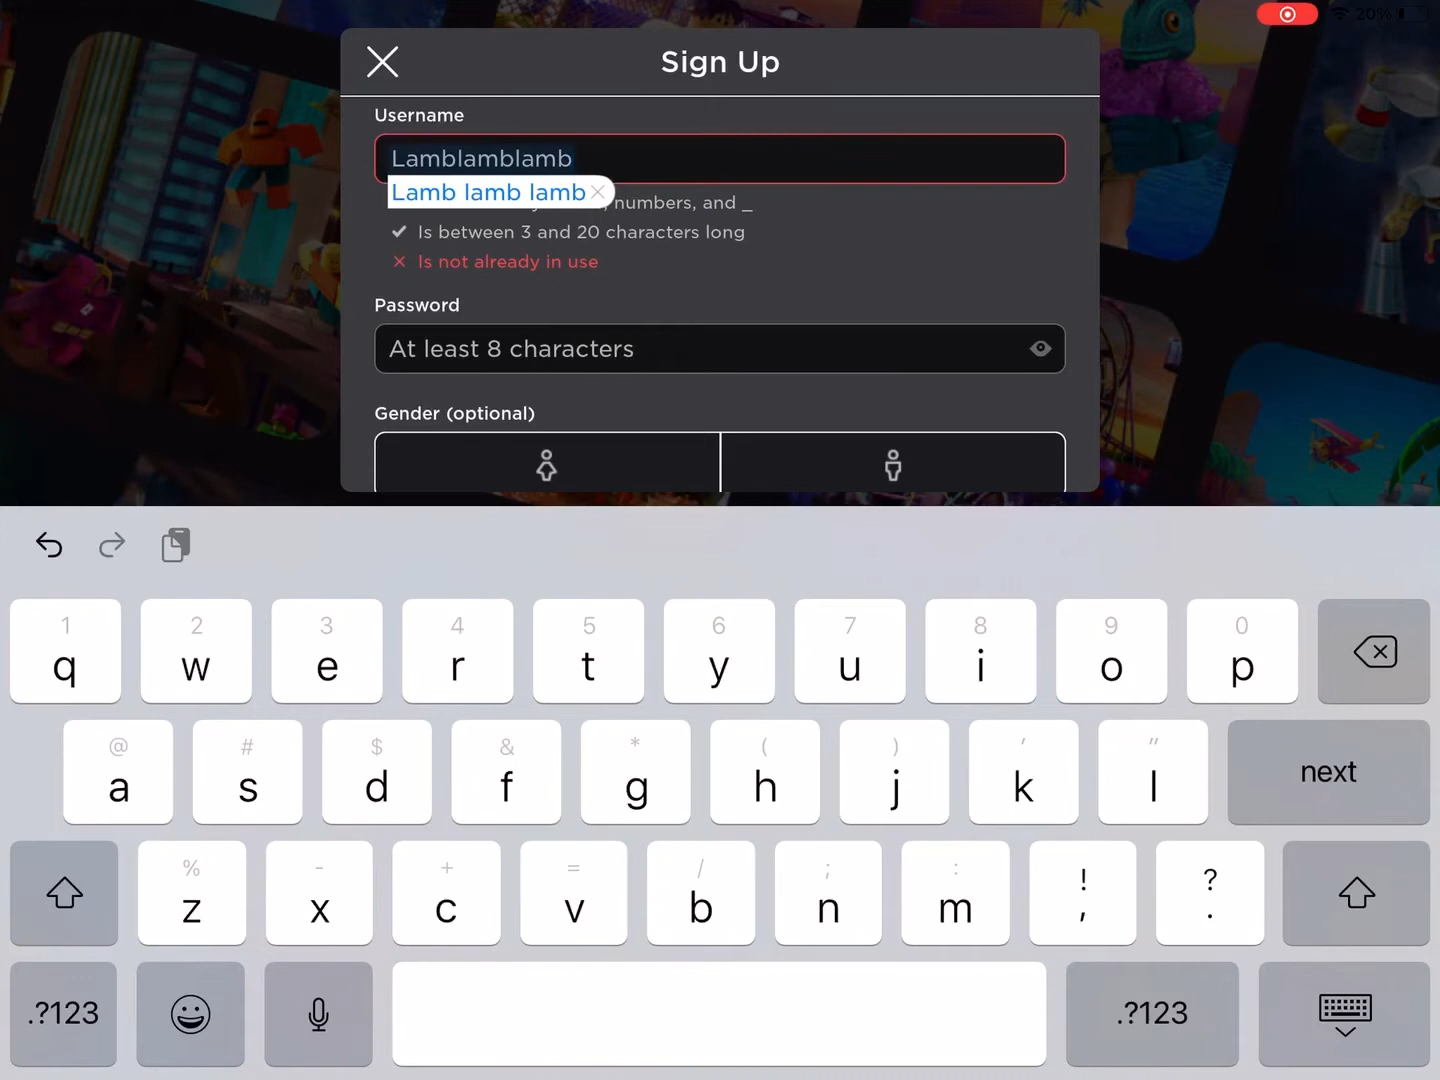 20%
Sign Up
Username
Lamblamblamb
Lamb lamb lamb
numbers, and _
Is between 3 and 20 characters long
Is not already in use
Password
At least 8 characters
Gender (optional)
1 2 3 4 5 6 7 8 9 0
q w e r t y u i o p
@ # $ & * ( ) ' "
a s d f g h j k l next
% - + = / ; : ! ?
z x c v b n m , .
.?123 .?123